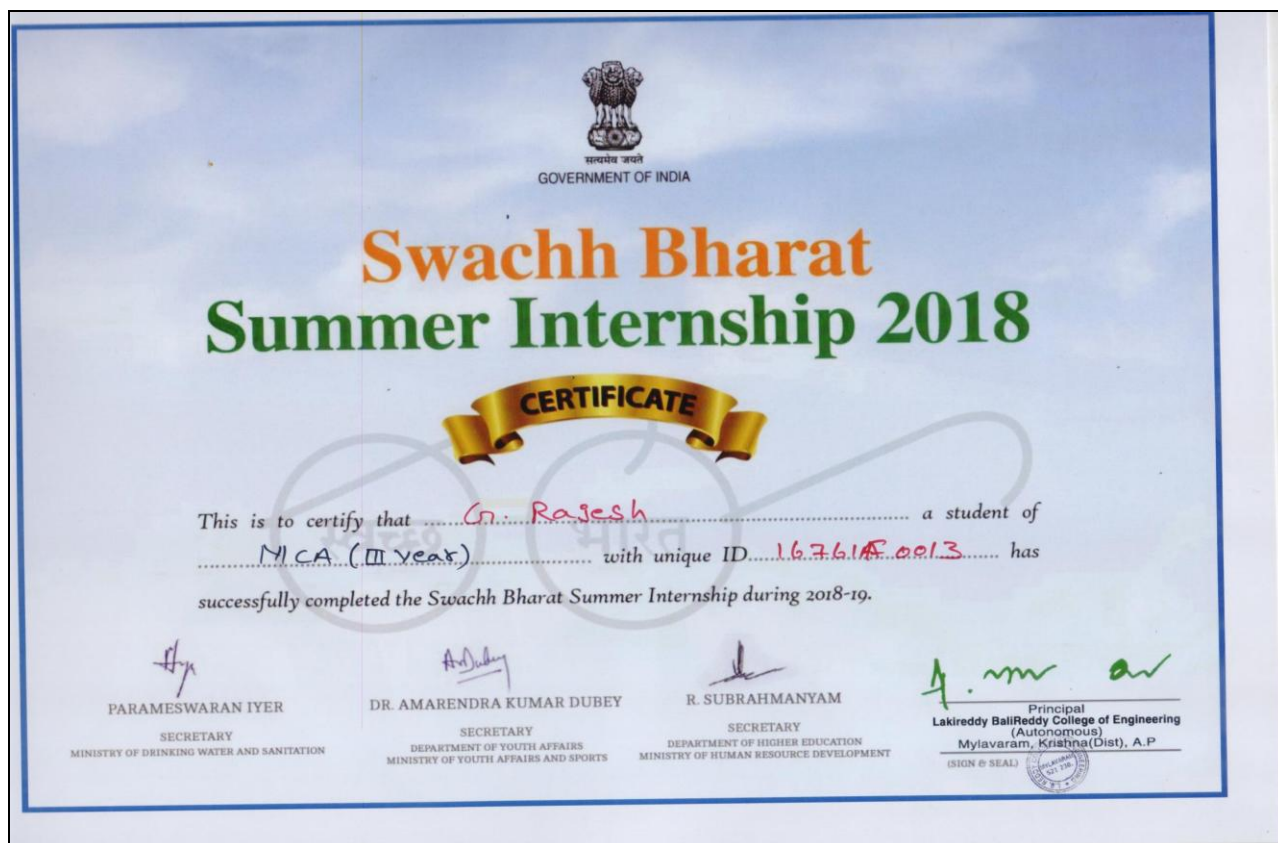 सत्यमेव जयते
GOVERNMENT OF INDIA
Swachh Bharat
Summer Internship 2018
CERTIFICATE
स्वच्छ भारत
This is to certify that ...... G. Rajesh ...... a student of
...... MCA (III year) ...... with unique ID.... 16761F0013 ...... has
successfully completed the Swachh Bharat Summer Internship during 2018-19.
PARAMESWARAN IYER
SECRETARY
MINISTRY OF DRINKING WATER AND SANITATION
DR. AMARENDRA KUMAR DUBEY
SECRETARY
DEPARTMENT OF YOUTH AFFAIRS
MINISTRY OF YOUTH AFFAIRS AND SPORTS
R. SUBRAHMANYAM
SECRETARY
DEPARTMENT OF HIGHER EDUCATION
MINISTRY OF HUMAN RESOURCE DEVELOPMENT
Principal
Lakireddy BaliReddy College of Engineering
(Autonomous)
Mylavaram, Krishna(Dist), A.P
(SIGN & SEAL)